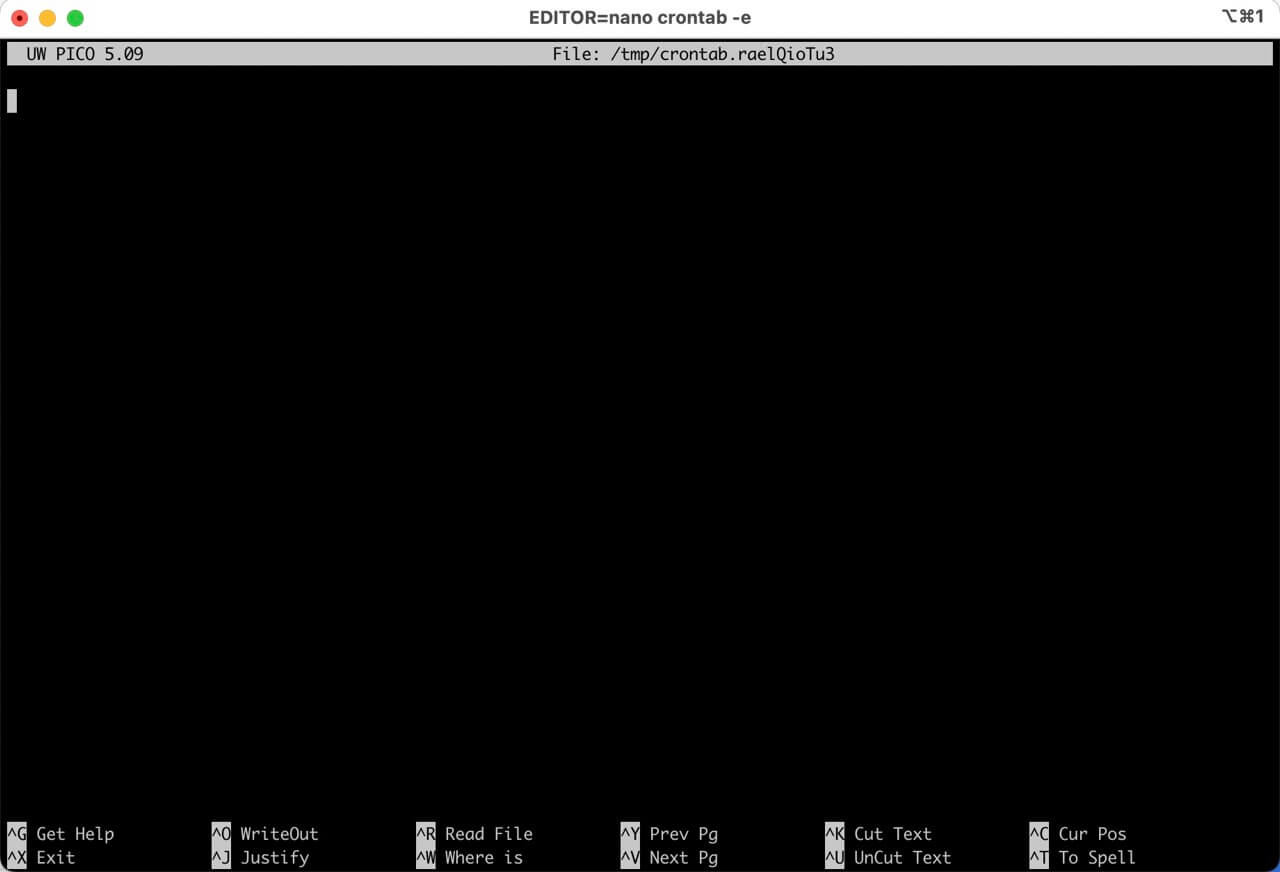 EDITOR=nano crontab -e ⌥⌘1
UW PICO 5.09 File: /tmp/crontab.raelQioTu3
^G Get Help ^O WriteOut ^R Read File ^Y Prev Pg ^K Cut Text ^C Cur Pos
^X Exit ^J Justify ^W Where is ^V Next Pg ^U UnCut Text ^T To Spell